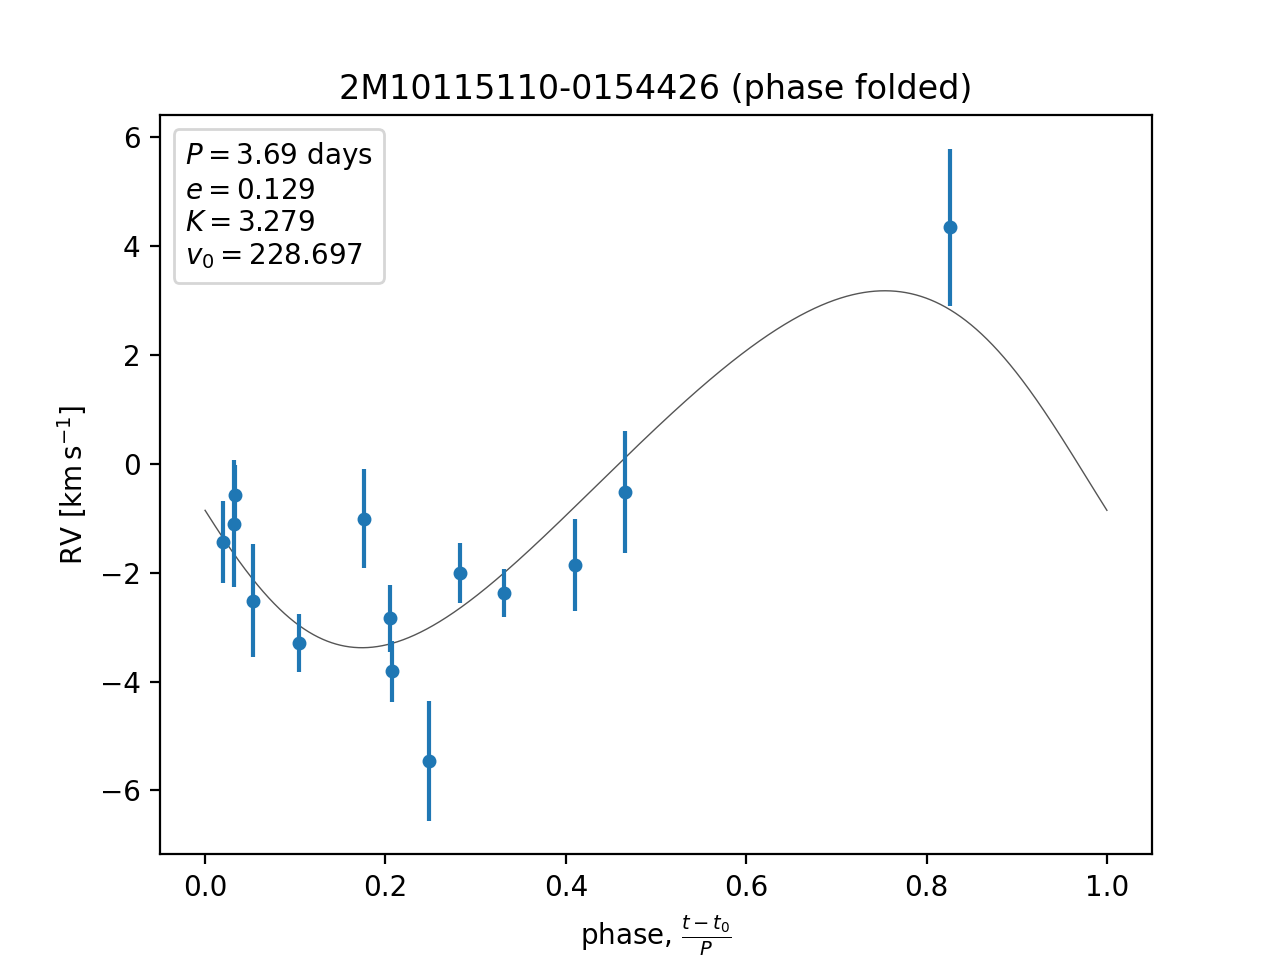 2M10115110-0154426 (phase folded)
P = 3.69 days
e = 0.129
K = 3.279
v₀ = 228.697
6
4
2
0
−2
−4
−6
RV [km s⁻¹]
0.0 0.2 0.4 0.6 0.8 1.0
phase, (t − t₀)/P